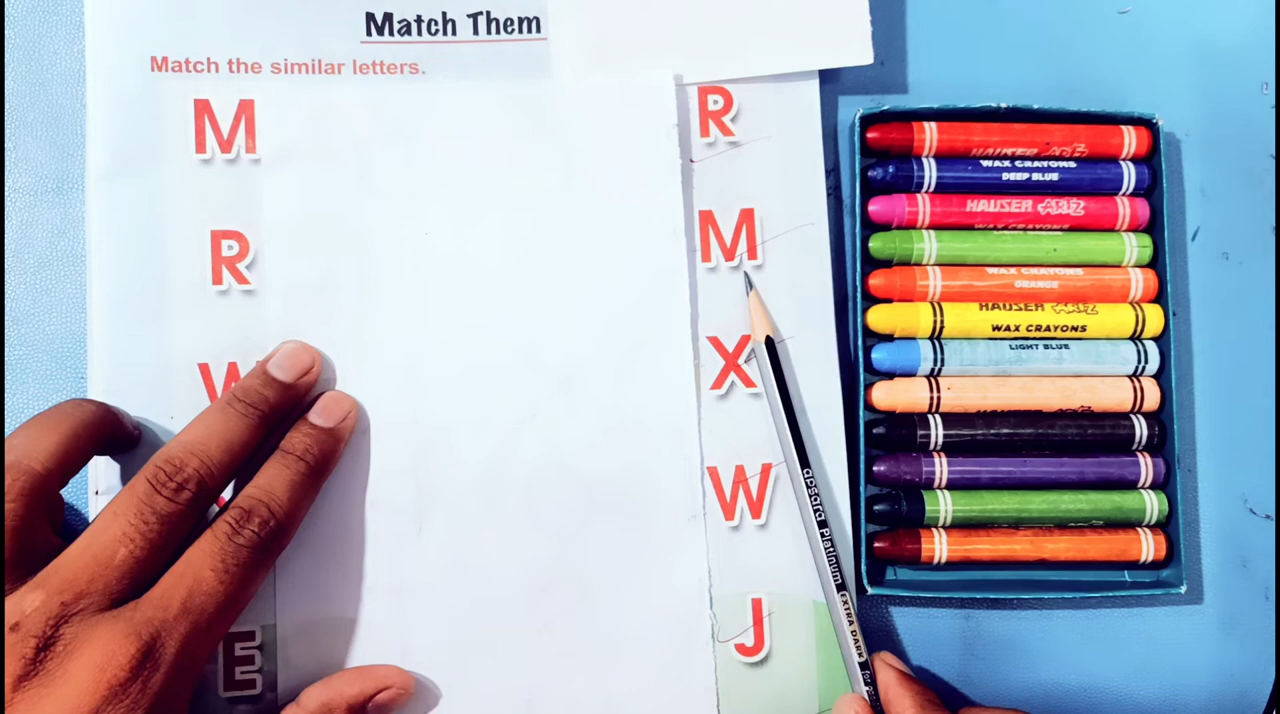 Match Them
Match the similar letters.
M
R
R
M
W
X
W
E
J
HAUSER ARTZ
WAX CRAYONS
DEEP BLUE
HAUSER ARTZ
WAX CRAYONS
ORANGE
HAUSER ARTZ
WAX CRAYONS
LIGHT BLUE
apsara Platinum EXTRA DARK